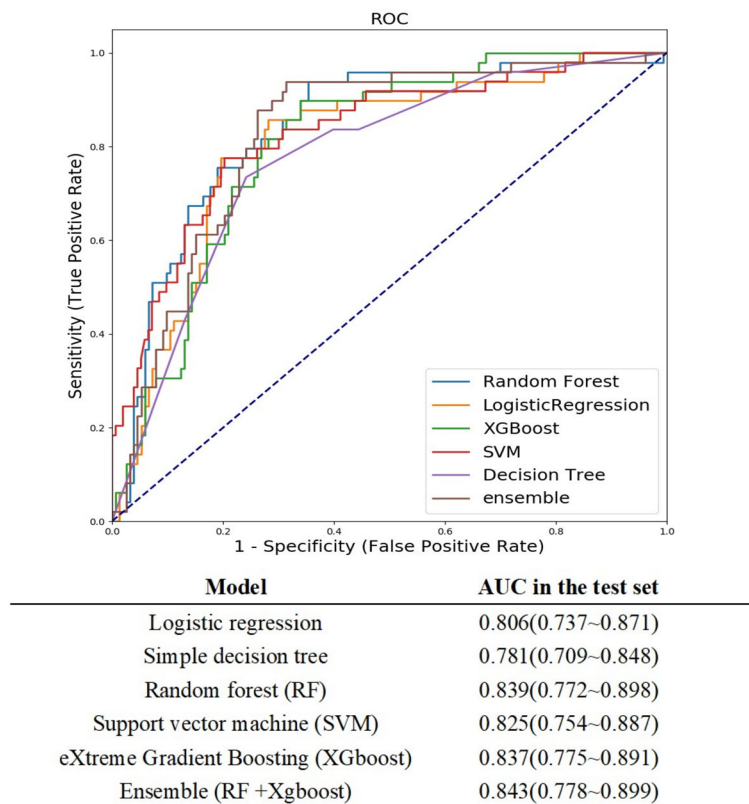 ROC
1.0
0.8
0.6
0.4
0.2
0.0
Sensitivity (True Positive Rate)
Random Forest
LogisticRegression
XGBoost
SVM
Decision Tree
ensemble
0.0 0.2 0.4 0.6 0.8 1.0
1 - Specificity (False Positive Rate)
Model AUC in the test set
Logistic regression 0.806(0.737~0.871)
Simple decision tree 0.781(0.709~0.848)
Random forest (RF) 0.839(0.772~0.898)
Support vector machine (SVM) 0.825(0.754~0.887)
eXtreme Gradient Boosting (XGboost) 0.837(0.775~0.891)
Ensemble (RF +Xgboost) 0.843(0.778~0.899)